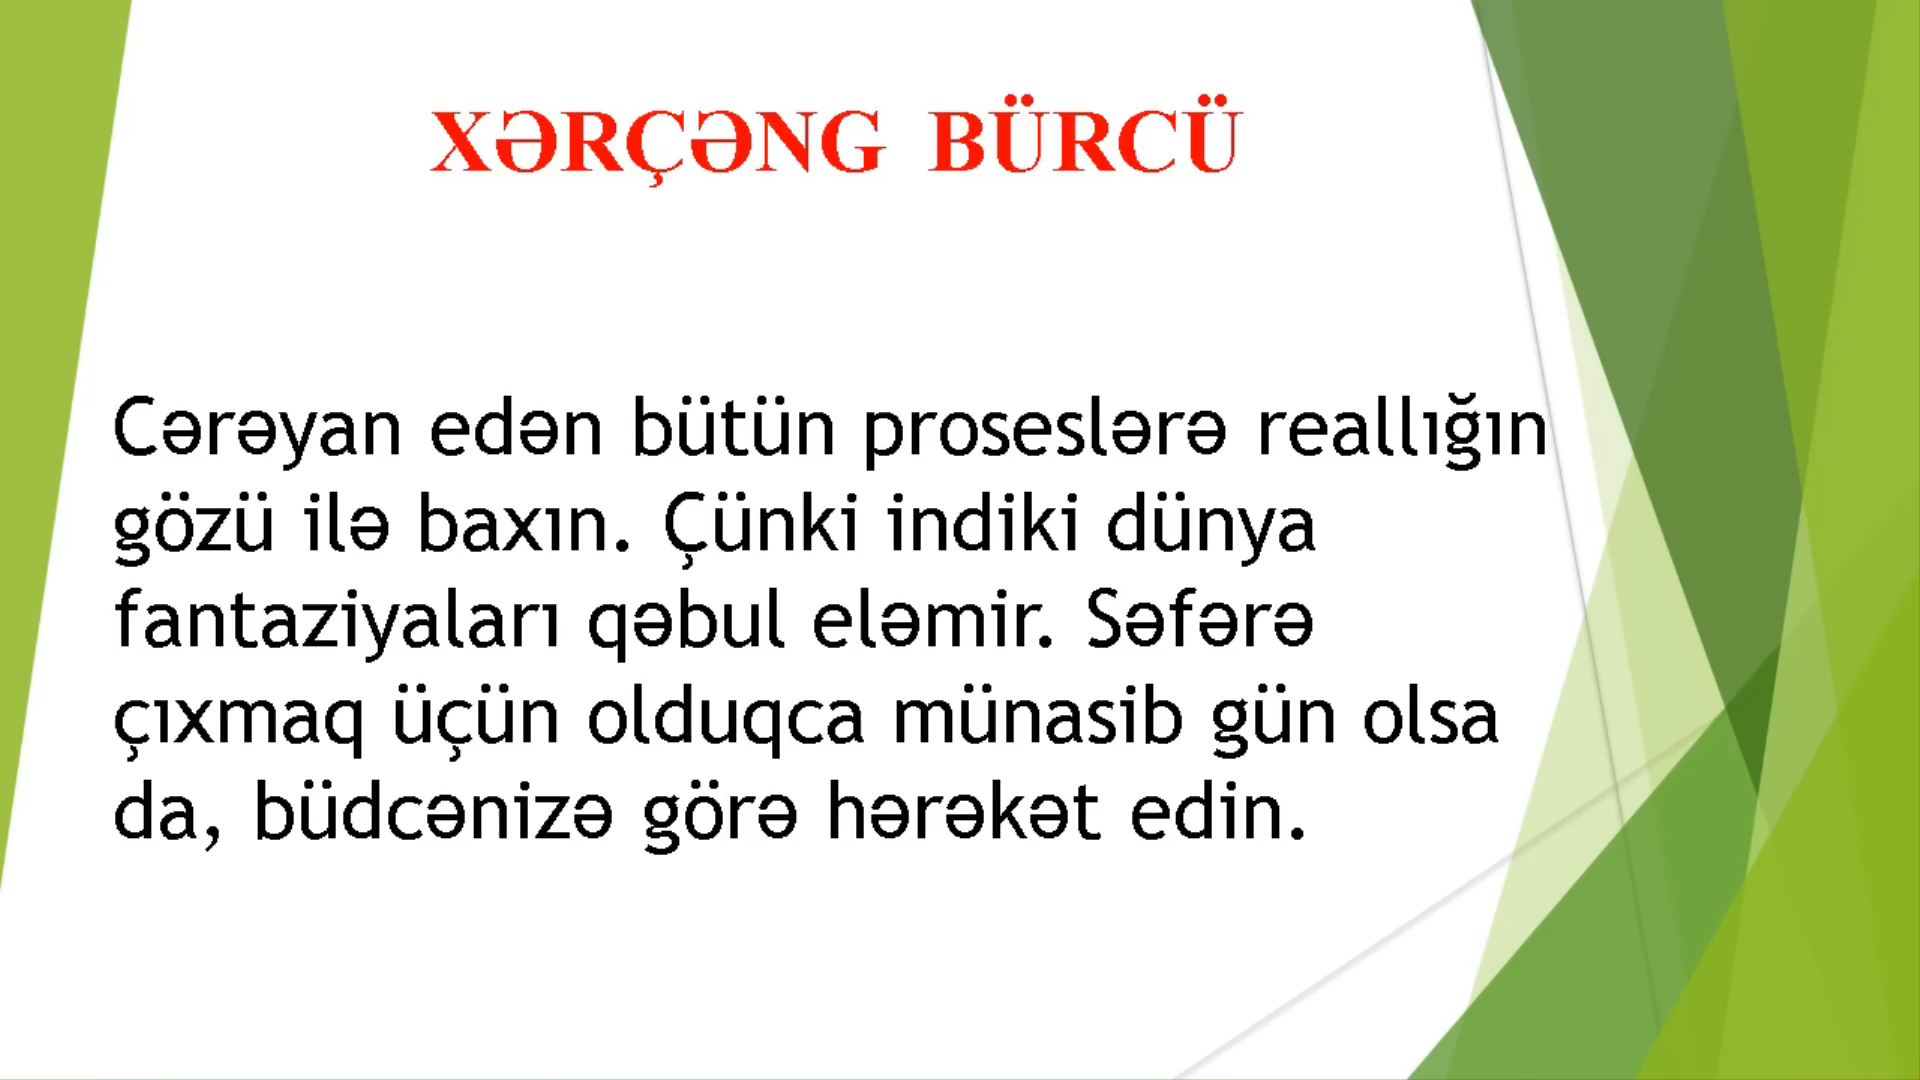 XƏRÇƏNG BÜRCÜ
Cərəyan edən bütün proseslərə reallığın
gözü ilə baxın. Çünki indiki dünya
fantaziyaları qəbul eləmir. Səfərə
çıxmaq üçün olduqca münasib gün olsa
da, büdcənizə görə hərəkət edin.